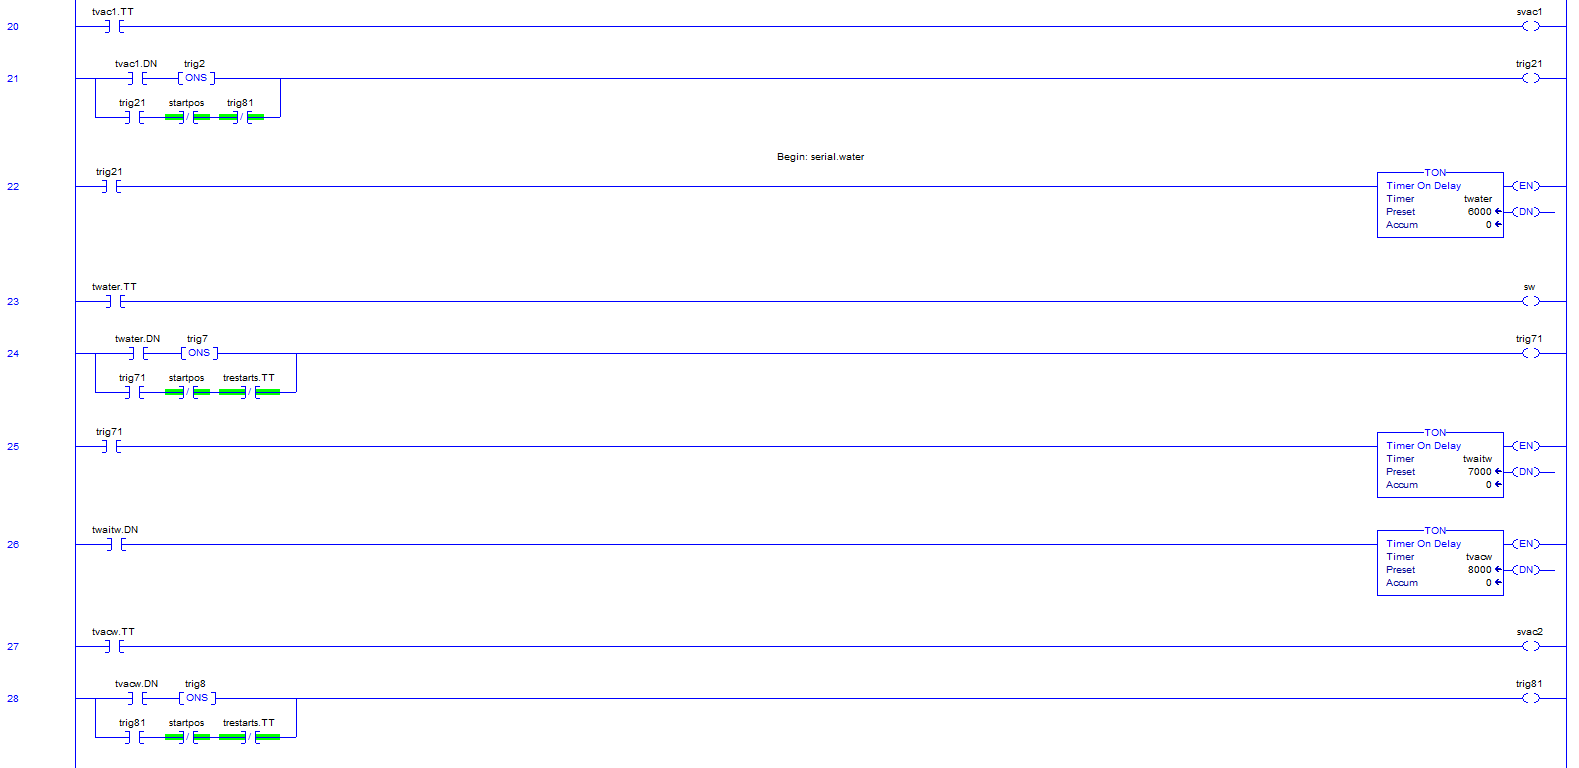 tvac1.TT svac1
20
tvac1.DN trig2 trig21
21 ONS
trig21 startpos trig81
Begin: serial.water
trig21 TON
22 Timer On Delay EN
Timer twater
Preset 6000 DN
Accum 0
twater.TT sw
23
twater.DN trig7 trig71
24 ONS
trig71 startpos trestarts.TT
trig71 TON
25 Timer On Delay EN
Timer twaitw
Preset 7000 DN
Accum 0
twaitw.DN TON
26 Timer On Delay EN
Timer tvacw
Preset 8000 DN
Accum 0
tvacw.TT svac2
27
tvacw.DN trig8 trig81
28 ONS
trig81 startpos trestarts.TT